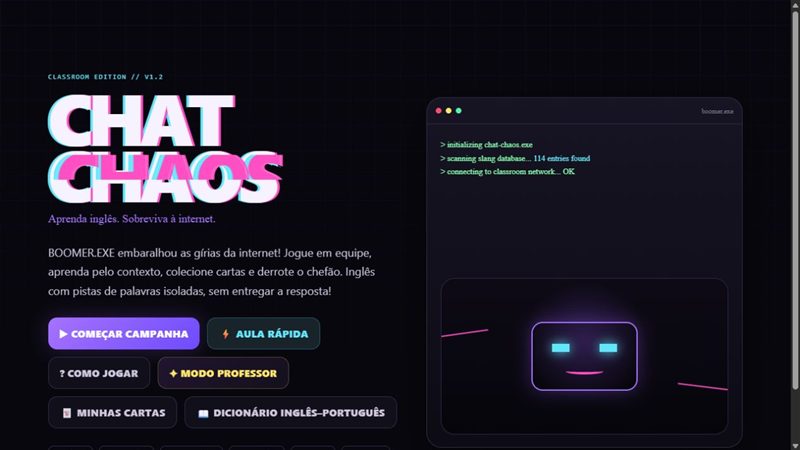 CLASSROOM EDITION // V1.2
CHAT
CHAOS
Aprenda inglês. Sobreviva à internet.
BOOMER.EXE embaralhou as gírias da internet! Jogue em equipe,
aprenda pelo contexto, colecione cartas e derrote o chefão. Inglês
com pistas de palavras isoladas, sem entregar a resposta!
▶ COMEÇAR CAMPANHA
⚡ AULA RÁPIDA
? COMO JOGAR
✦ MODO PROFESSOR
🃏 MINHAS CARTAS
📖 DICIONÁRIO INGLÊS–PORTUGUÊS
boomer.exe
> initializing chat-chaos.exe
> scanning slang database... 114 entries found
> connecting to classroom network... OK